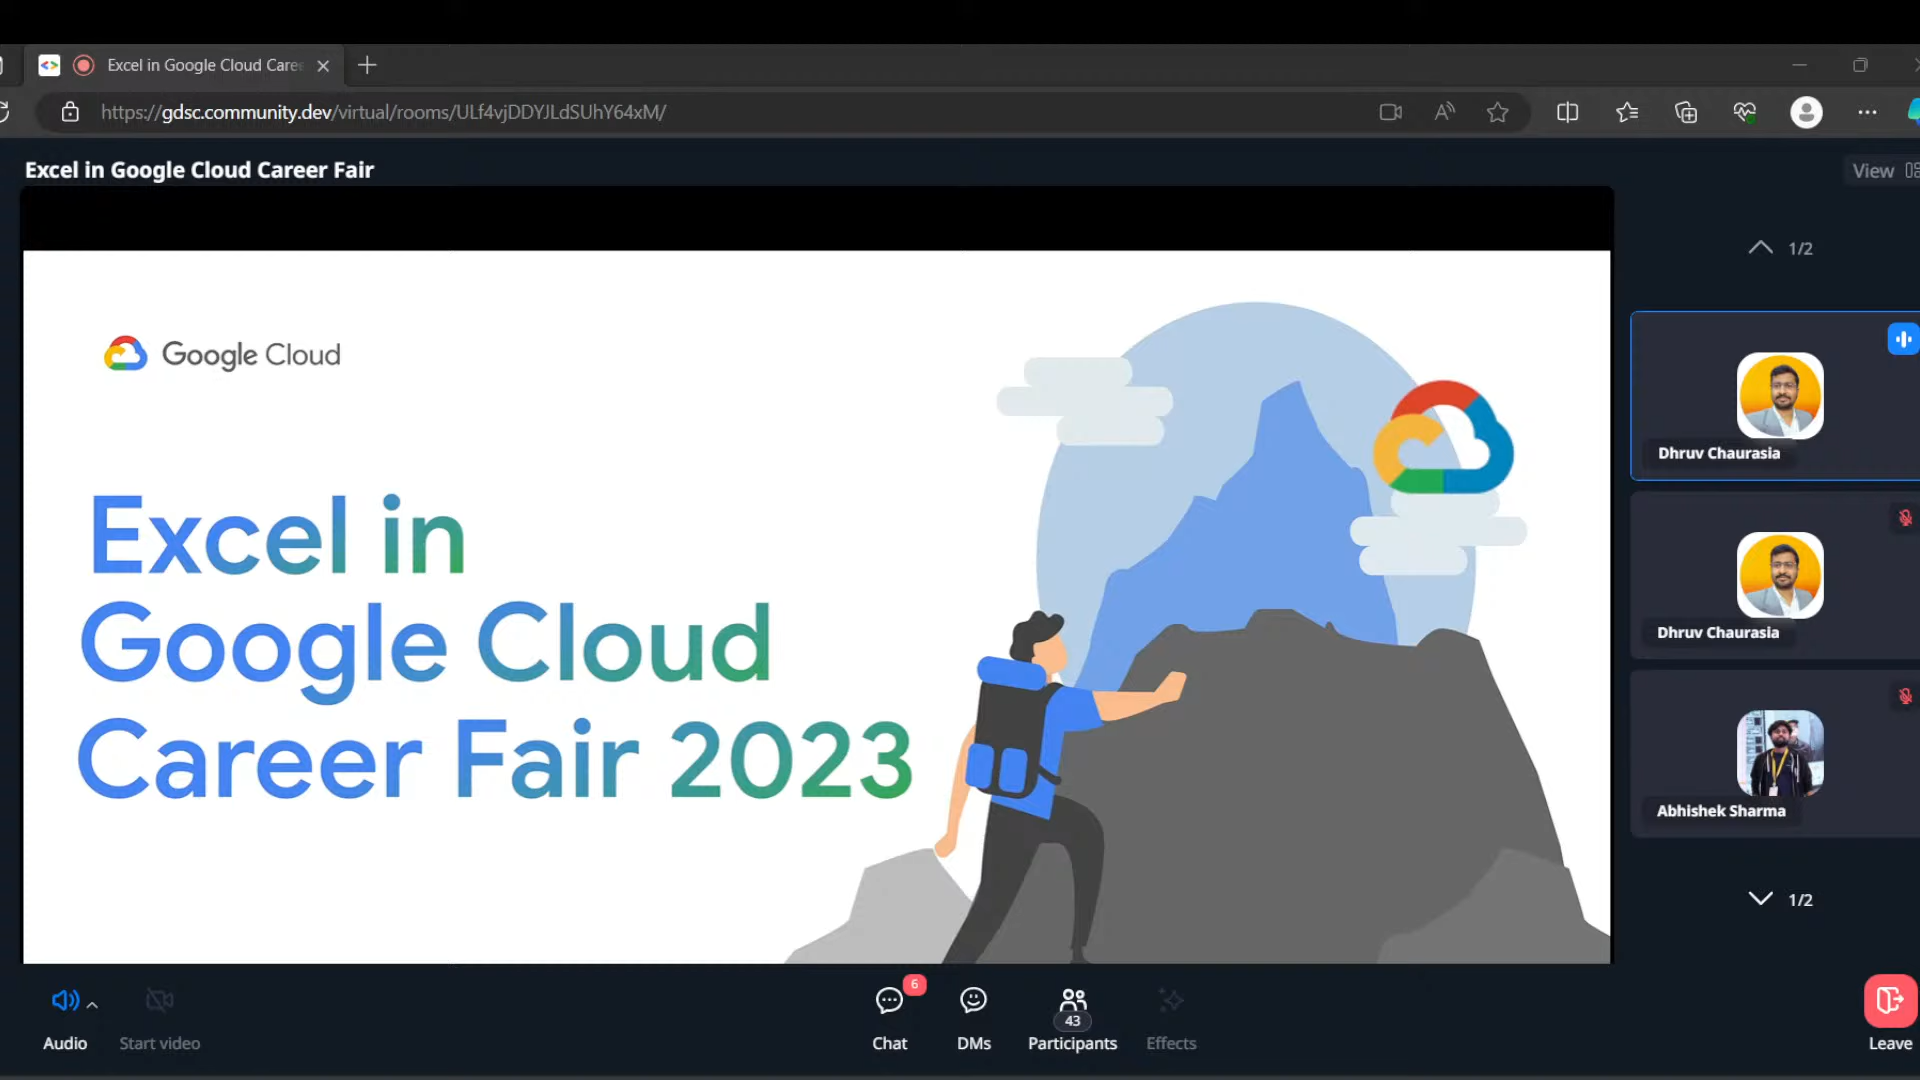 Excel in Google Cloud Caree
https://gdsc.community.dev/virtual/rooms/ULf4vjDDYJLdSUhY64xM/
Excel in Google Cloud Career Fair
View
1/2
Google Cloud
Excel in
Google Cloud
Career Fair 2023
Dhruv Chaurasia
Dhruv Chaurasia
Abhishek Sharma
1/2
6
43
Audio
Start video
Chat
DMs
Participants
Effects
Leave